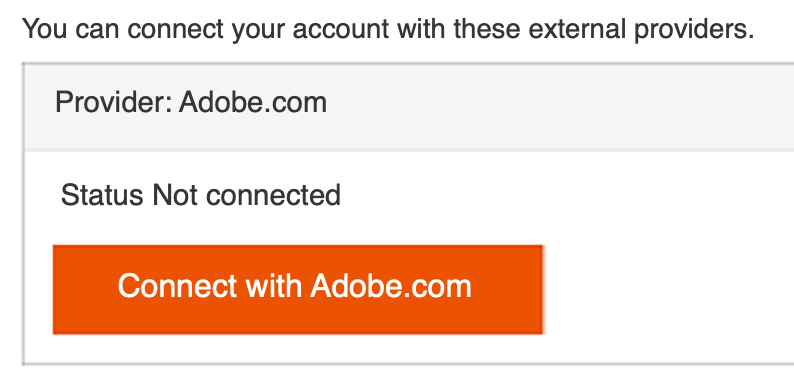 You can connect your account with these external providers.
Provider: Adobe.com
Status Not connected
Connect with Adobe.com